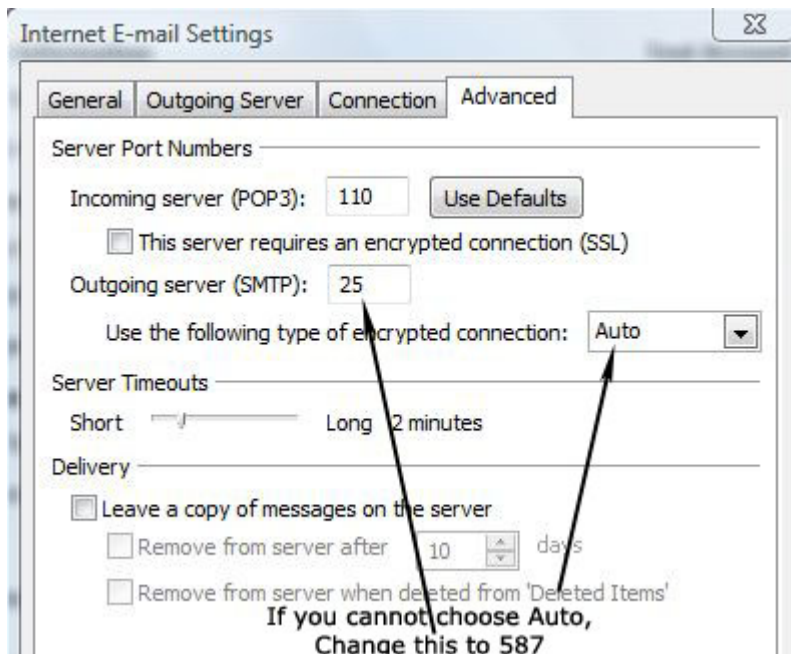 Internet E-mail Settings
General Outgoing Server Connection Advanced
Server Port Numbers
Incoming server (POP3): 110 Use Defaults
This server requires an encrypted connection (SSL)
Outgoing server (SMTP): 25
Use the following type of encrypted connection: Auto
Server Timeouts
Short Long 2 minutes
Delivery
Leave a copy of messages on the server
Remove from server after 10 days
Remove from server when deleted from 'Deleted Items'
If you cannot choose Auto,
Change this to 587